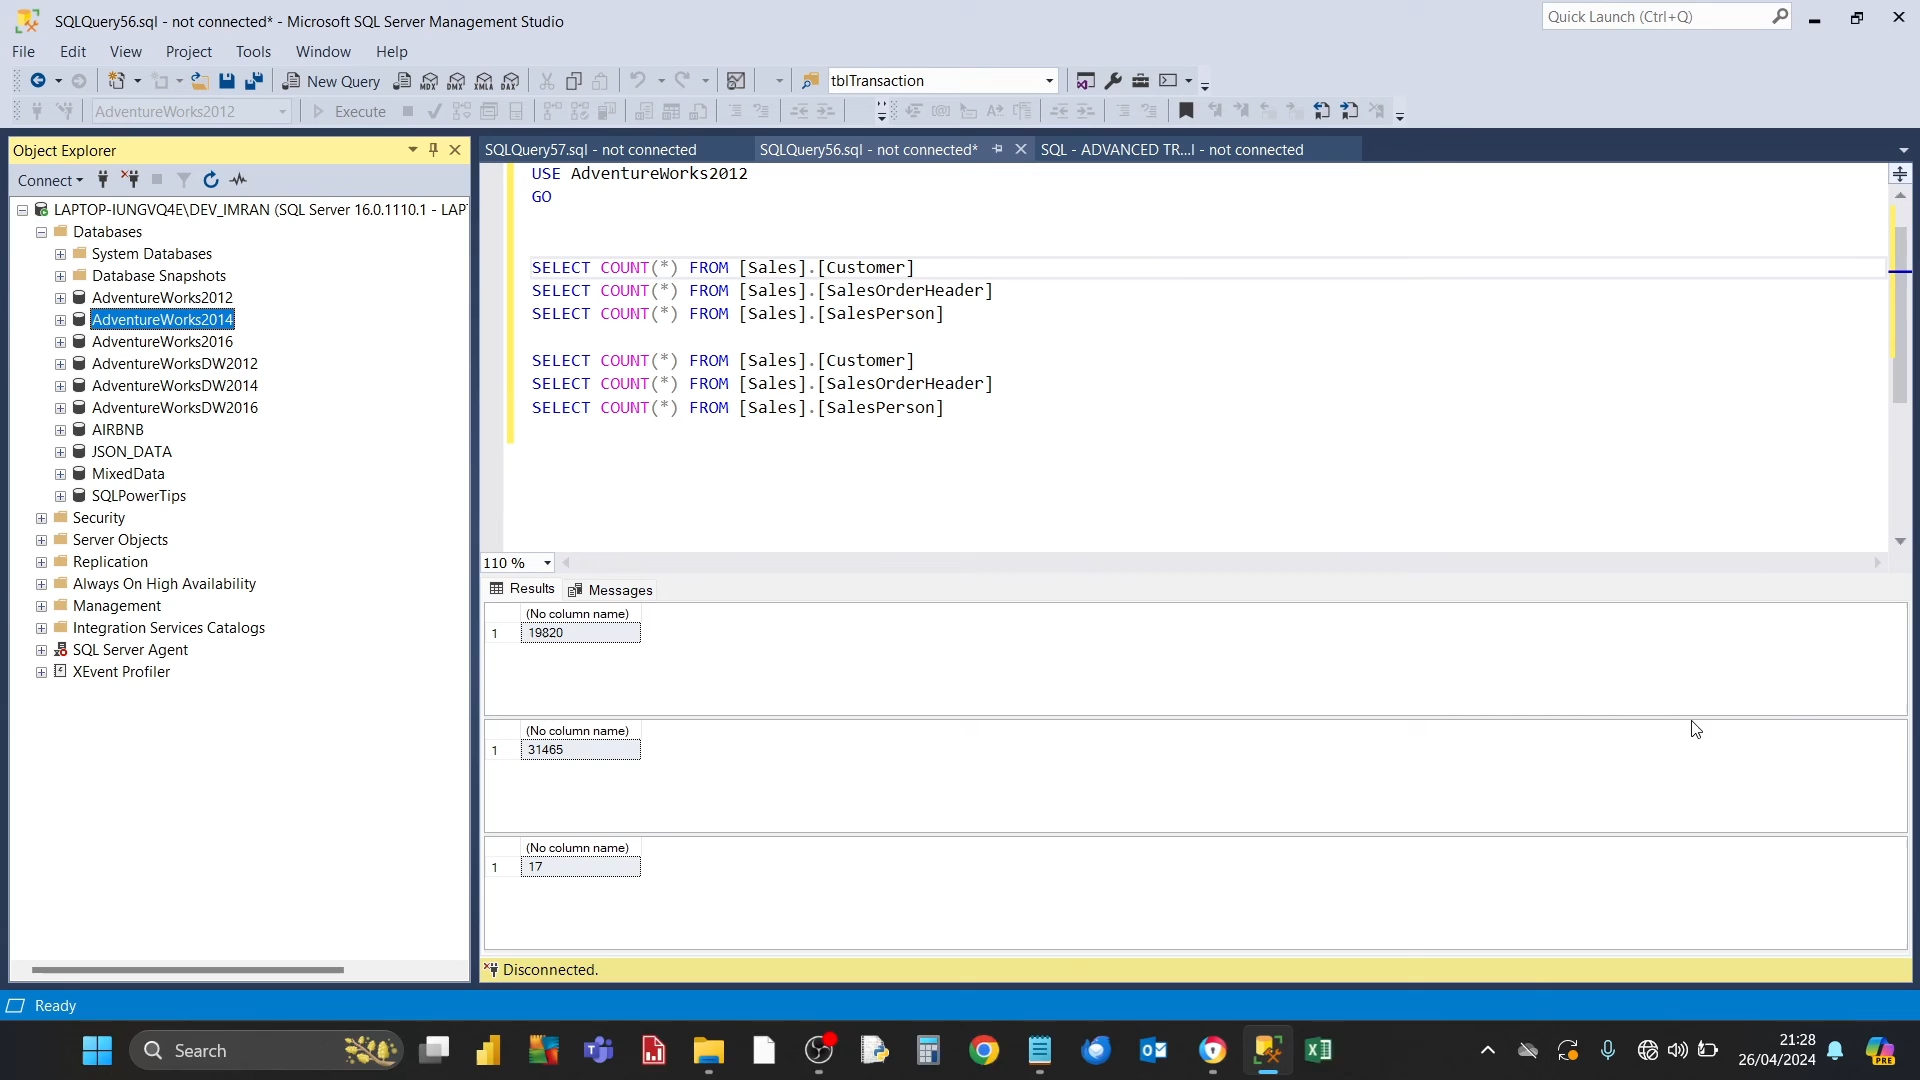 SQLQuery56.sql - not connected* - Microsoft SQL Server Management Studio
Quick Launch (Ctrl+Q)
File Edit View Project Tools Window Help
New Query MDX DMX XMLA DAX tblTransaction
AdventureWorks2012 Execute
Object Explorer
Connect
LAPTOP-IUNGVQ4E\DEV_IMRAN (SQL Server 16.0.1110.1 - LAP
Databases
System Databases
Database Snapshots
AdventureWorks2012
AdventureWorks2014
AdventureWorks2016
AdventureWorksDW2012
AdventureWorksDW2014
AdventureWorksDW2016
AIRBNB
JSON_DATA
MixedData
SQLPowerTips
Security
Server Objects
Replication
Always On High Availability
Management
Integration Services Catalogs
SQL Server Agent
XEvent Profiler
SQLQuery57.sql - not connected SQLQuery56.sql - not connected* SQL - ADVANCED TR...l - not connected
USE AdventureWorks2012
GO
SELECT COUNT(*) FROM [Sales].[Customer]
SELECT COUNT(*) FROM [Sales].[SalesOrderHeader]
SELECT COUNT(*) FROM [Sales].[SalesPerson]
SELECT COUNT(*) FROM [Sales].[Customer]
SELECT COUNT(*) FROM [Sales].[SalesOrderHeader]
SELECT COUNT(*) FROM [Sales].[SalesPerson]
110 %
Results Messages
(No column name)
1 19820
(No column name)
1 31465
(No column name)
1 17
Disconnected.
Ready
Search
21:28
26/04/2024
PRE